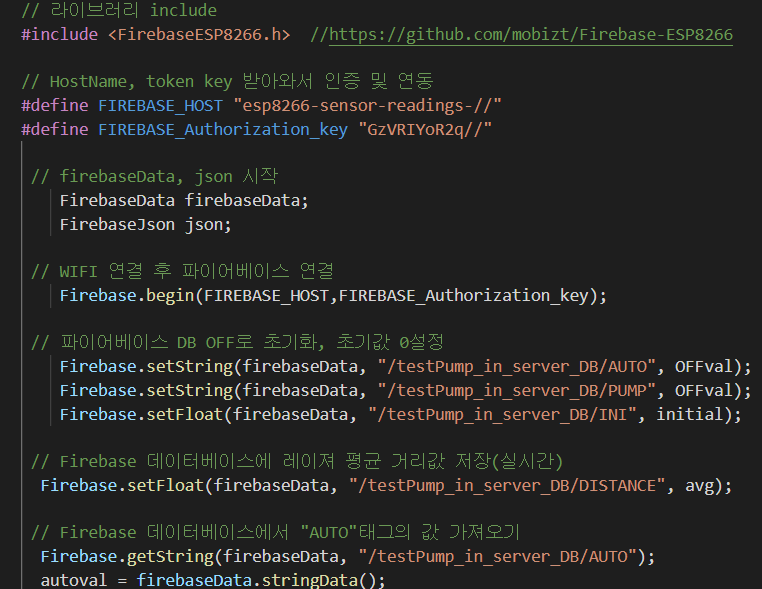 // 라이브러리 include
#include <FirebaseESP8266.h>  //https://github.com/mobizt/Firebase-ESP8266
// HostName, token key 받아와서 인증 및 연동
#define FIREBASE_HOST "esp8266-sensor-readings-//"
#define FIREBASE_Authorization_key "GzVRIYoR2q//"
// firebaseData, json 시작
FirebaseData firebaseData;
FirebaseJson json;
// WIFI 연결 후 파이어베이스 연결
Firebase.begin(FIREBASE_HOST,FIREBASE_Authorization_key);
// 파이어베이스 DB OFF로 초기화, 초기값 0설정
Firebase.setString(firebaseData, "/testPump_in_server_DB/AUTO", OFFval);
Firebase.setString(firebaseData, "/testPump_in_server_DB/PUMP", OFFval);
Firebase.setFloat(firebaseData, "/testPump_in_server_DB/INI", initial);
// Firebase 데이터베이스에 레이져 평균 거리값 저장(실시간)
Firebase.setFloat(firebaseData, "/testPump_in_server_DB/DISTANCE", avg);
// Firebase 데이터베이스에서 "AUTO"태그의 값 가져오기
Firebase.getString(firebaseData, "/testPump_in_server_DB/AUTO");
autoval = firebaseData.stringData();